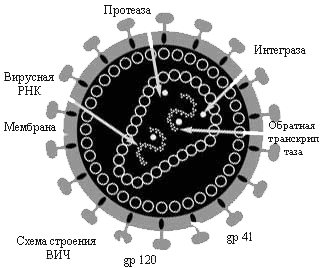 Протеаза
Интеграза
Вирусная
РНК
Мембрана
Обратная
транскрип
таза
Схема строения
ВИЧ
gp 120
gp 41